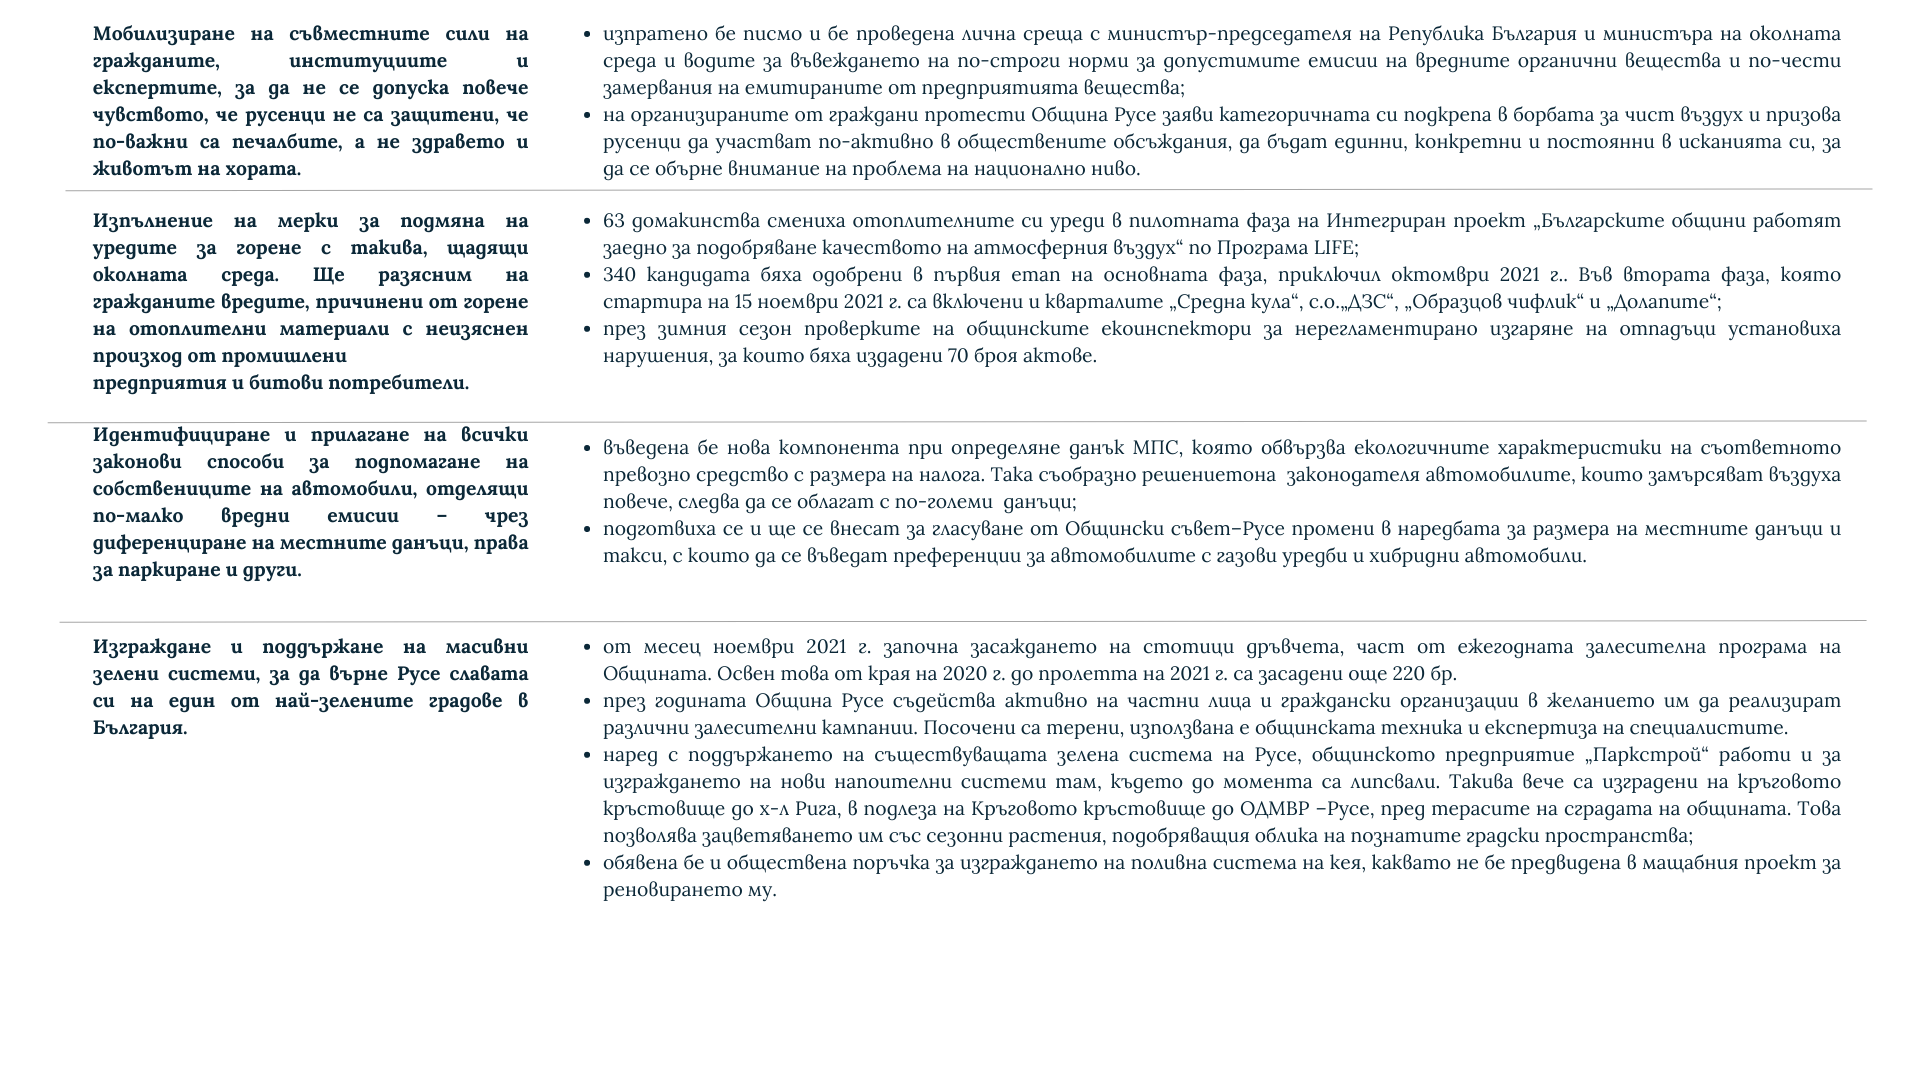 Мобилизиране на съвместните сили на
гражданите, институциите и
експертите, за да не се допуска повече
чувството, че русенци не са защитени, че
по-важни са печалбите, а не здравето и
животът на хората.
• изпратено бе писмо и бе проведена лична среща с министър-председателя на Република България и министъра на околната
среда и водите за въвеждането на по-строги норми за допустимите емисии на вредните органични вещества и по-чести
замервания на емитираните от предприятията вещества;
• на организираните от граждани протести Община Русе заяви категоричната си подкрепа в борбата за чист въздух и призова
русенци да участват по-активно в обществените обсъждания, да бъдат единни, конкретни и постоянни в исканията си, за
да се обърне внимание на проблема на национално ниво.
Изпълнение на мерки за подмяна на
уредите за горене с такива, щадящи
околната среда. Ще разясним на
гражданите вредите, причинени от горене
на отоплителни материали с неизяснен
произход от промишлени
предприятия и битови потребители.
• 63 домакинства смениха отоплителните си уреди в пилотната фаза на Интегриран проект „Българските общини работят
заедно за подобряване качеството на атмосферния въздух“ по Програма LIFE;
• 340 кандидата бяха одобрени в първия етап на основната фаза, приключил октомври 2021 г.. Във втората фаза, която
стартира на 15 ноември 2021 г. са включени и кварталите „Средна кула“, с.о.„ДЗС“, „Образцов чифлик“ и „Долапите“;
• през зимния сезон проверките на общинските екоинспектори за нерегламентирано изгаряне на отпадъци установиха
нарушения, за които бяха издадени 70 броя актове.
Идентифициране и прилагане на всички
законови способи за подпомагане на
собствениците на автомобили, отделящи
по-малко вредни емисии – чрез
диференциране на местните данъци, права
за паркиране и други.
• въведена бе нова компонента при определяне данък МПС, която обвързва екологичните характеристики на съответното
превозно средство с размера на налога. Така съобразно решениетона законодателя автомобилите, които замърсяват въздуха
повече, следва да се облагат с по-големи данъци;
• подготвиха се и ще се внесат за гласуване от Общински съвет–Русе промени в наредбата за размера на местните данъци и
такси, с които да се въведат преференции за автомобилите с газови уредби и хибридни автомобили.
Изграждане и поддържане на масивни
зелени системи, за да върне Русе славата
си на един от най-зелените градове в
България.
• от месец ноември 2021 г. започна засаждането на стотици дръвчета, част от ежегодната залесителна програма на
Общината. Освен това от края на 2020 г. до пролетта на 2021 г. са засадени още 220 бр.
• през годината Община Русе съдейства активно на частни лица и граждански организации в желанието им да реализират
различни залесителни кампании. Посочени са терени, използвана е общинската техника и експертиза на специалистите.
• наред с поддържането на съществуващата зелена система на Русе, общинското предприятие „Паркстрой“ работи и за
изграждането на нови напоителни системи там, където до момента са липсвали. Такива вече са изградени на кръговото
кръстовище до х-л Рига, в подлеза на Кръговото кръстовище до ОДМВР –Русе, пред терасите на сградата на общината. Това
позволява зацветяването им със сезонни растения, подобряващия облика на познатите градски пространства;
• обявена бе и обществена поръчка за изграждането на поливна система на кея, каквато не бе предвидена в мащабния проект за
реновирането му.